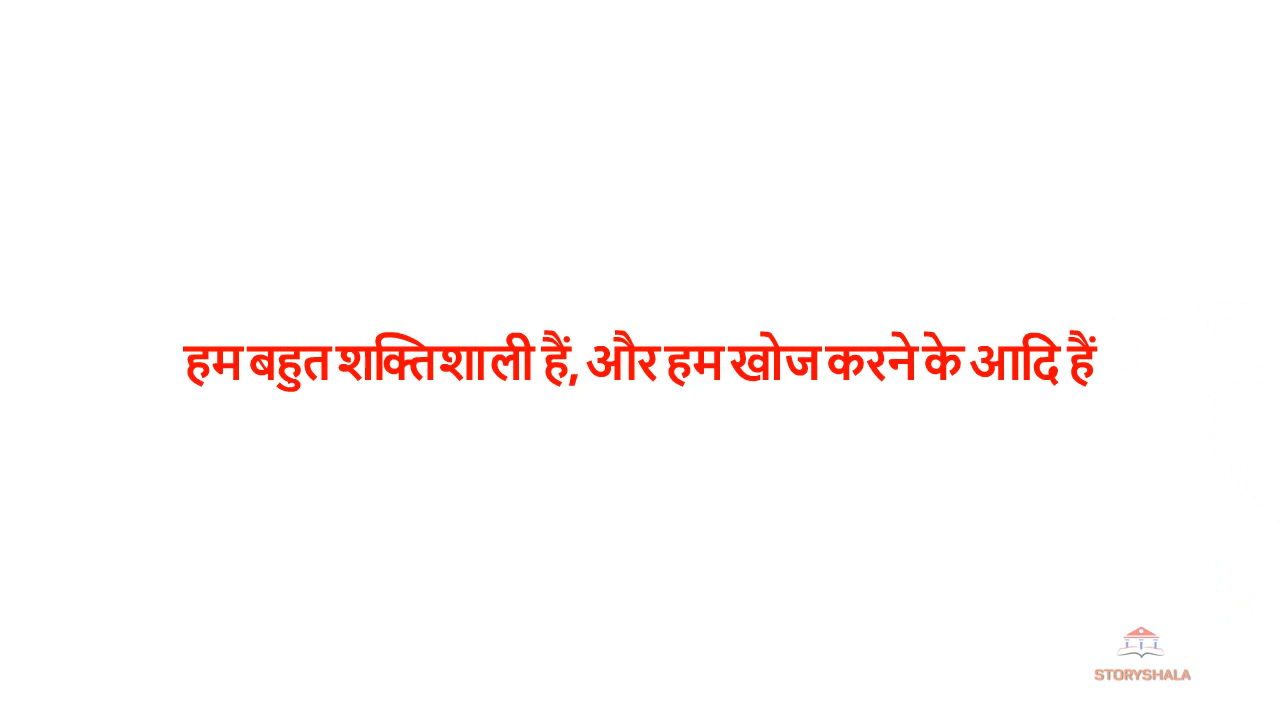 हम बहुत शक्तिशाली हैं, और हम खोज करने के आदि हैं
STORYSHALA